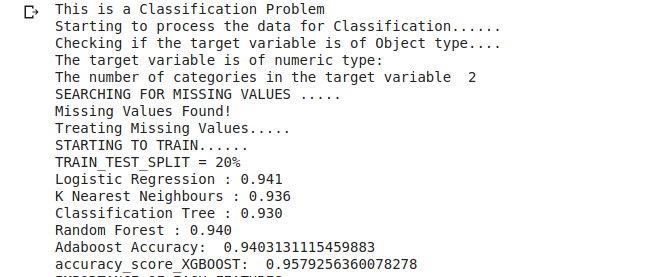 This is a Classification Problem
Starting to process the data for Classification......
Checking if the target variable is of Object type....
The target variable is of numeric type:
The number of categories in the target variable  2
SEARCHING FOR MISSING VALUES .....
Missing Values Found!
Treating Missing Values.....
STARTING TO TRAIN......
TRAIN_TEST_SPLIT = 20%
Logistic Regression : 0.941
K Nearest Neighbours : 0.936
Classification Tree : 0.930
Random Forest : 0.940
Adaboost Accuracy:  0.9403131115459883
accuracy_score_XGBOOST:  0.9579256360078278